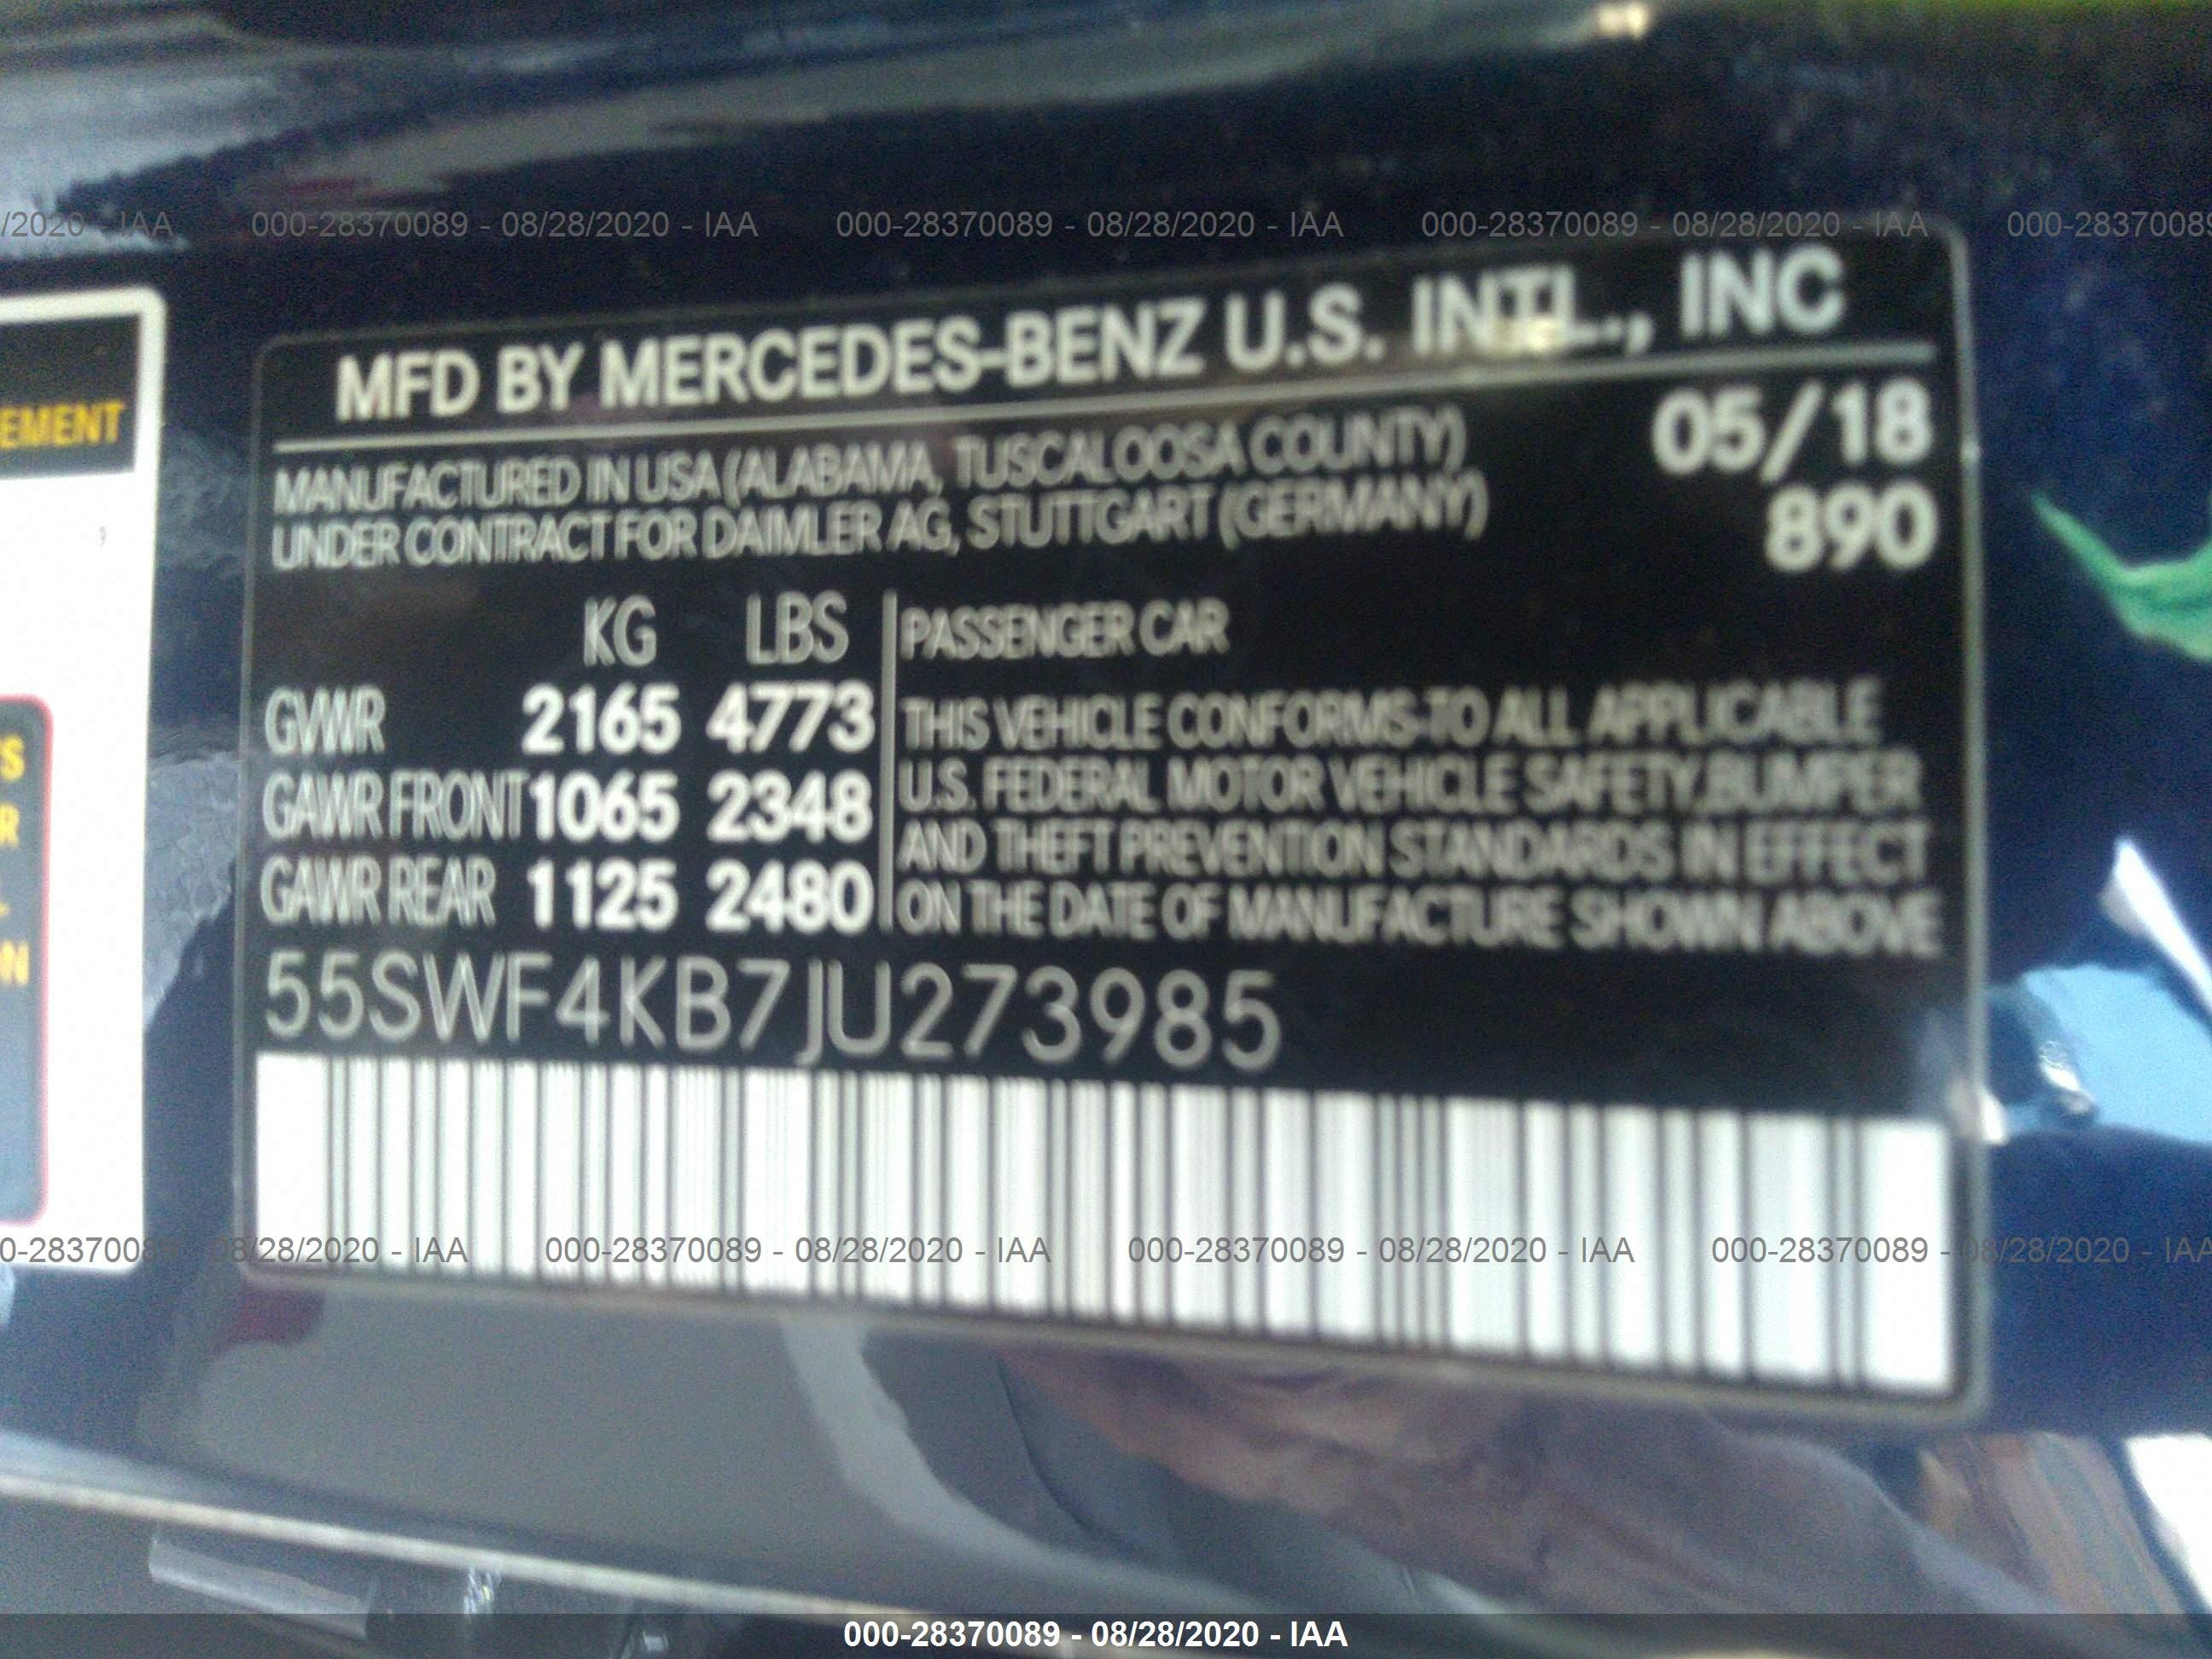 /2020 - IAA 000-28370089 - 08/28/2020 - IAA 000-28370089 - 08/28/2020 - IAA 000-28370089 - 08/28/2020 - IAA 000-2837008
EMENT
S
R
L-
ON
MFD BY MERCEDES-BENZ U.S. INTL., INC
MANUFACTURED IN USA (ALABAMA, TUSCALOOSA COUNTY) 05/18
UNDER CONTRACT FOR DAIMLER AG, STUTTGART (GERMANY) 890
KG LBS PASSENGER CAR
GVWR 2165 4773 THIS VEHICLE CONFORMS TO ALL APPLICABLE
GAWR FRONT 1065 2348 U.S. FEDERAL MOTOR VEHICLE SAFETY, BUMPER
AND THEFT PREVENTION STANDARDS IN EFFECT
GAWR REAR 1125 2480 ON THE DATE OF MANUFACTURE SHOWN ABOVE
55SWF4KB7JU273985
0-28370089 - 08/28/2020 - IAA 000-28370089 - 08/28/2020 - IAA 000-28370089 - 08/28/2020 - IAA 000-28370089 - 08/28/2020 - IAA
000-28370089 - 08/28/2020 - IAA